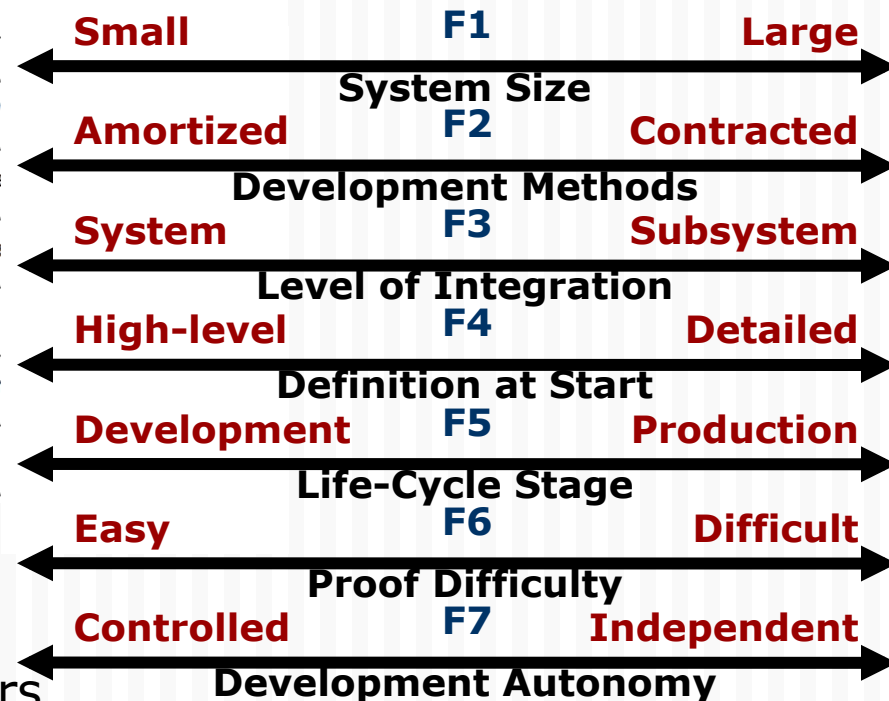 Small F1 Large
System Size
Amortized F2 Contracted
Development Methods
System F3 Subsystem
Level of Integration
High-level F4 Detailed
Definition at Start
Development F5 Production
Life-Cycle Stage
Easy F6 Difficult
Proof Difficulty
Controlled F7 Independent
rs Development Autonomy